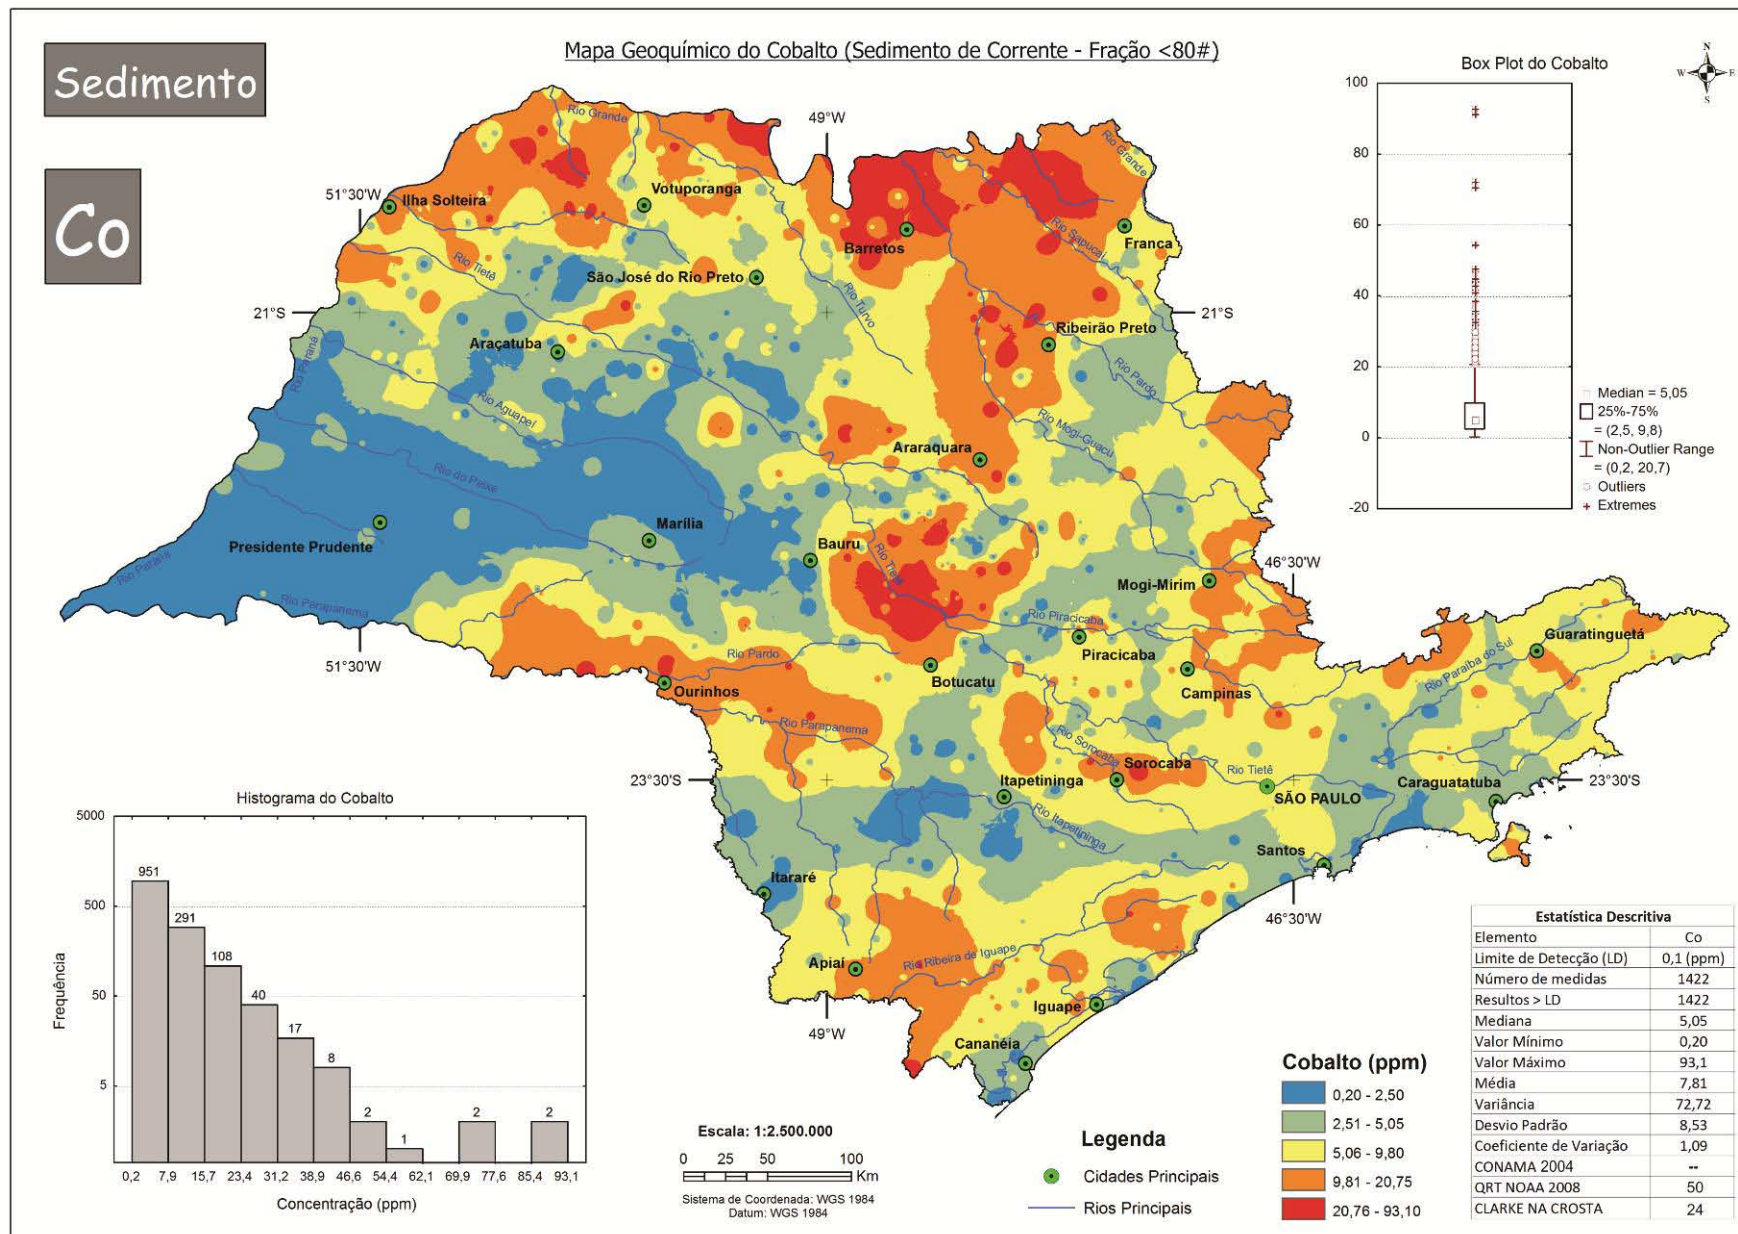 Mapa Geoquímico do Cobalto (Sedimento de Corrente - Fração <80#)
Sedimento
Co
Box Plot do Cobalto
N
W E
S
100
80
60
40
20
0
-20
Median = 5,05
25%-75%
= (2,5, 9,8)
Non-Outlier Range
= (0,2, 20,7)
Outliers
Extremes
49°W
51°30'W
21°S
21°S
46°30'W
51°30'W
23°30'S
23°30'S
46°30'W
49°W
Rio Grande
Rio Grande
Ilha Solteira
Votuporanga
Barretos
Franca
Rio Sapucaí
Rio Tietê
São José do Rio Preto
Rio Turvo
Ribeirão Preto
Araçatuba
Rio Paraná
Rio Pardo
Rio Aguapeí
Rio Mogi-Guacu
Araraquara
Rio do Peixe
Presidente Prudente
Marília
Bauru
Rio Tietê
Mogi-Mirim
Rio Paraná
Rio Parapanema
Rio Piracicaba
Piracicaba
Guaratinguetá
Rio Paraíba do Sul
Rio Pardo
Botucatu
Campinas
Ourinhos
Rio Parapanema
Rio Sorocaba
Sorocaba
Rio Tietê
Itapetininga
SÃO PAULO
Caraguatatuba
Rio Itapetininga
Santos
Itararé
Apiaí
Rio Ribeira de Iguape
Iguape
Cananéia
Histograma do Cobalto
Frequência
5000
500
50
5
951
291
108
40
17
8
2
1
2
2
0,2 7,9 15,7 23,4 31,2 38,9 46,6 54,4 62,1 69,9 77,6 85,4 93,1
Concentração (ppm)
Escala: 1:2.500.000
0 25 50 100
Km
Sistema de Coordenada: WGS 1984
Datum: WGS 1984
Legenda
Cidades Principais
Rios Principais
Cobalto (ppm)
0,20 - 2,50
2,51 - 5,05
5,06 - 9,80
9,81 - 20,75
20,76 - 93,10
Estatística Descritiva
Elemento Co
Limite de Detecção (LD) 0,1 (ppm)
Número de medidas 1422
Resultos > LD 1422
Mediana 5,05
Valor Mínimo 0,20
Valor Máximo 93,1
Média 7,81
Variância 72,72
Desvio Padrão 8,53
Coeficiente de Variação 1,09
CONAMA 2004 --
QRT NOAA 2008 50
CLARKE NA CROSTA 24